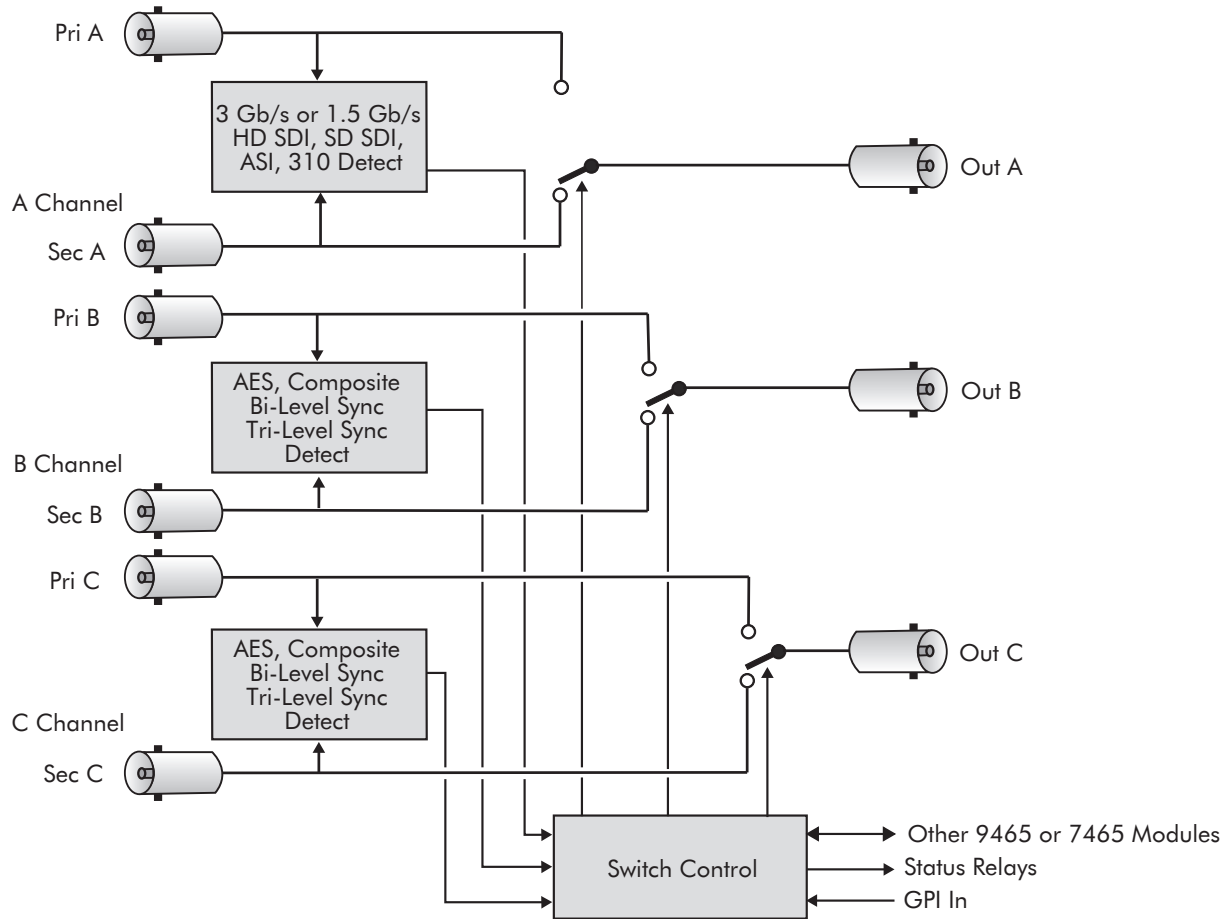 Pri A
3 Gb/s or 1.5 Gb/s
HD SDI, SD SDI,
ASI, 310 Detect
Out A
A Channel
Sec A
Pri B
AES, Composite
Bi-Level Sync
Tri-Level Sync
Detect
Out B
B Channel
Sec B
Pri C
AES, Composite
Bi-Level Sync
Tri-Level Sync
Detect
Out C
C Channel
Sec C
Switch Control
Other 9465 or 7465 Modules
Status Relays
GPI In